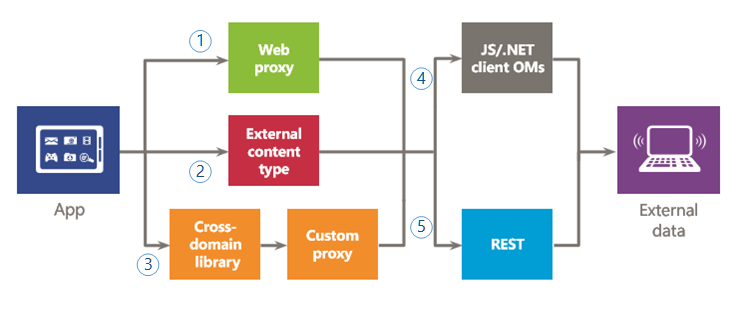 1
Web
proxy
4
JS/.NET
client OMs
App
2
External
content
type
3
Cross-
domain
library
Custom
proxy
5
REST
External
data